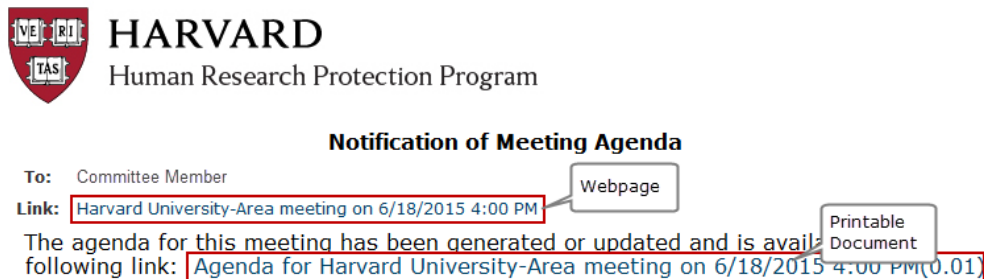 VE RI
TAS
HARVARD
Human Research Protection Program
Notification of Meeting Agenda
To: Committee Member
Webpage
Link: Harvard University-Area meeting on 6/18/2015 4:00 PM
Printable
Document
The agenda for this meeting has been generated or updated and is
following link: Agenda for Harvard University-Area meeting on 6/18/2015 4:00 PM(0.01)